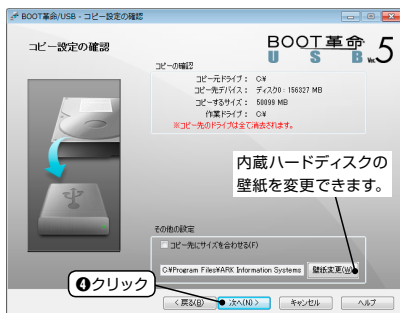 BOOT革命/USB - コピー設定の確認
コピー設定の確認
BOOT革命
USB Ver.5
コピーの確認
コピー元ドライブ： C:¥
コピー先デバイス： ディスク0: 156327 MB
コピーするサイズ： 50099 MB
作業ドライブ： C:¥
※コピー先のドライブは全て消去されます。
内蔵ハードディスクの
壁紙を変更できます。
その他の設定
コピー先にサイズを合わせる(F)
C:¥Program Files¥ARK Information Systems
壁紙変更(W)
❹クリック
< 戻る(B)
次へ(N) >
キャンセル
ヘルプ